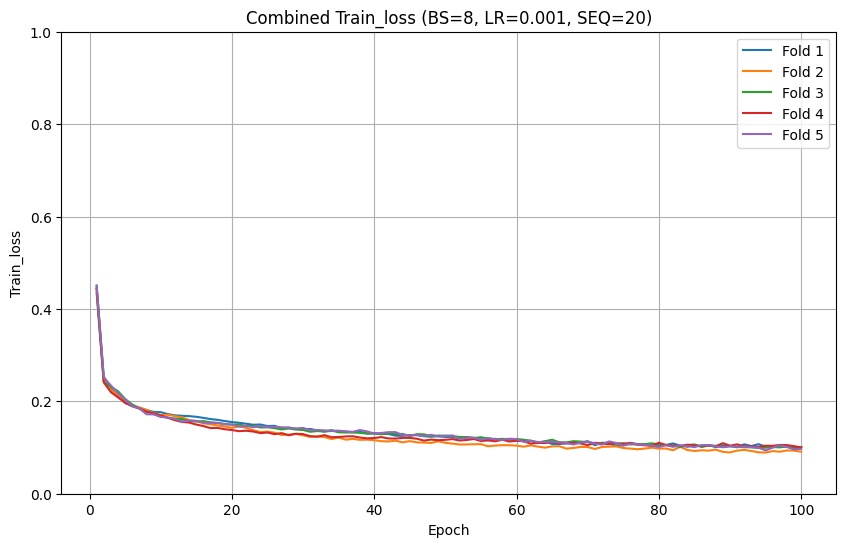 Combined Train_loss (BS=8, LR=0.001, SEQ=20)
Train_loss
1.0
0.8
0.6
0.4
0.2
0.0
Fold 1
Fold 2
Fold 3
Fold 4
Fold 5
0 20 40 60 80 100
Epoch